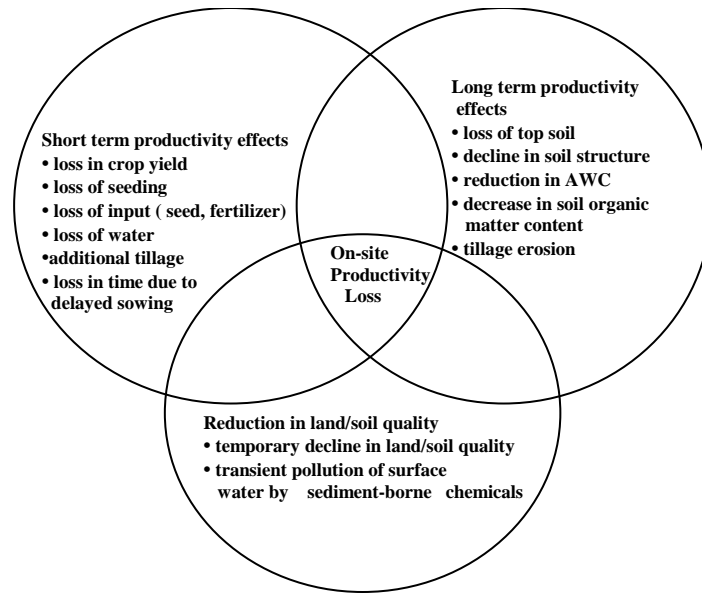 Short term productivity effects
• loss in crop yield
• loss of seeding
• loss of input ( seed, fertilizer)
• loss of water
•additional tillage
• loss in time due to
delayed sowing
Long term productivity
effects
• loss of top soil
• decline in soil structure
• reduction in AWC
• decrease in soil organic
matter content
• tillage erosion
On-site
Productivity
Loss
Reduction in land/soil quality
• temporary decline in land/soil quality
• transient pollution of surface
water by sediment-borne chemicals